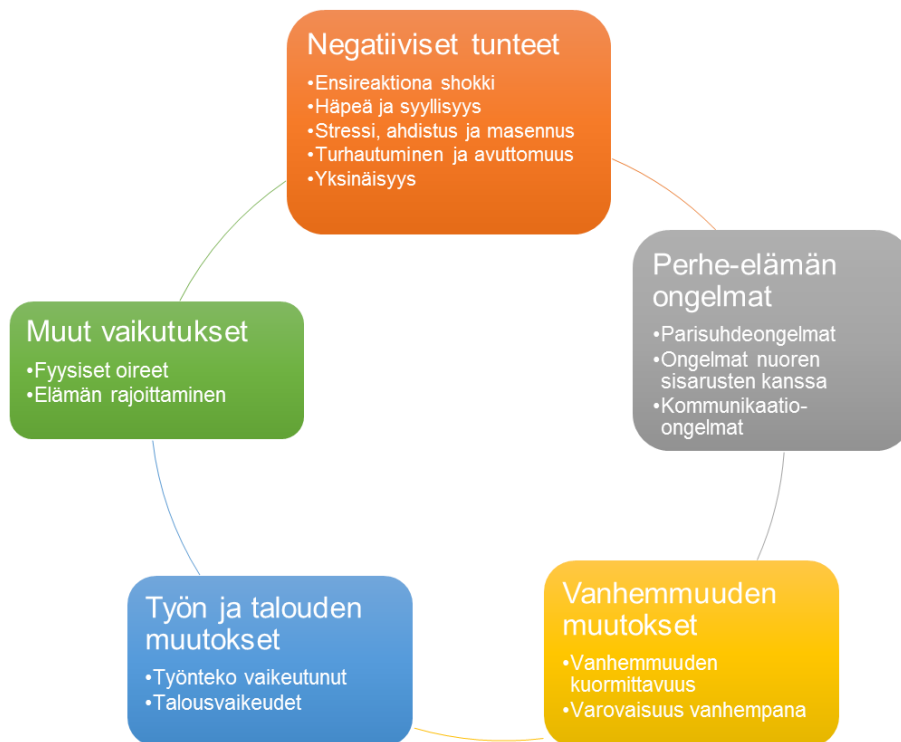 Negatiiviset tunteet
•Ensireaktiona shokki
•Häpeä ja syyllisyys
•Stressi, ahdistus ja masennus
•Turhautuminen ja avuttomuus
•Yksinäisyys
Perhe-elämän
ongelmat
•Parisuhdeongelmat
•Ongelmat nuoren
sisarusten kanssa
•Kommunikaatio-
ongelmat
Vanhemmuuden
muutokset
•Vanhemmuuden
kuormittavuus
•Varovaisuus vanhempana
Työn ja talouden
muutokset
•Työnteko vaikeutunut
•Talousvaikeudet
Muut vaikutukset
•Fyysiset oireet
•Elämän rajoittaminen